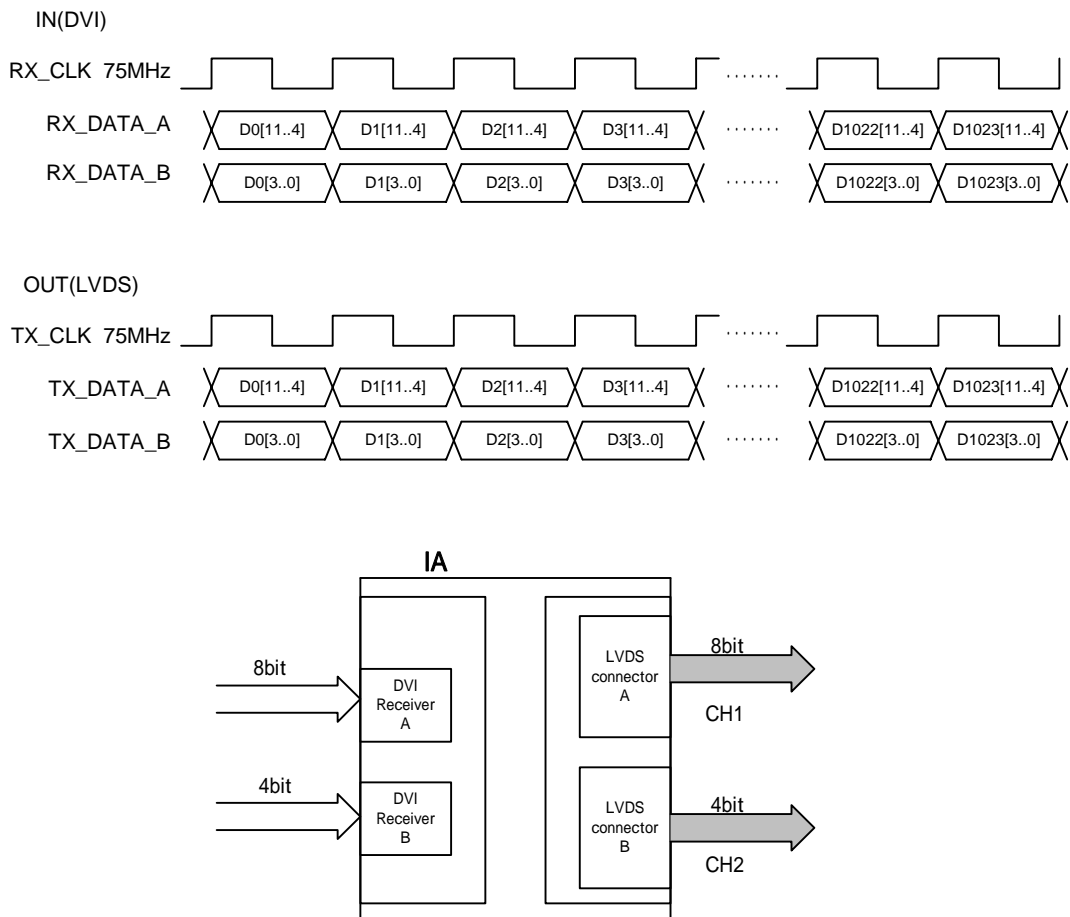 IN(DVI)
RX_CLK 75MHz
.......
RX_DATA_A
D0[11..4] D1[11..4] D2[11..4] D3[11..4] ....... D1022[11..4] D1023[11..4]
RX_DATA_B
D0[3..0] D1[3..0] D2[3..0] D3[3..0] ....... D1022[3..0] D1023[3..0]
OUT(LVDS)
TX_CLK 75MHz
.......
TX_DATA_A
D0[11..4] D1[11..4] D2[11..4] D3[11..4] ....... D1022[11..4] D1023[11..4]
TX_DATA_B
D0[3..0] D1[3..0] D2[3..0] D3[3..0] ....... D1022[3..0] D1023[3..0]
IA
8bit
DVI
Receiver
A
4bit
DVI
Receiver
B
LVDS
connector
A
8bit
CH1
LVDS
connector
B
4bit
CH2